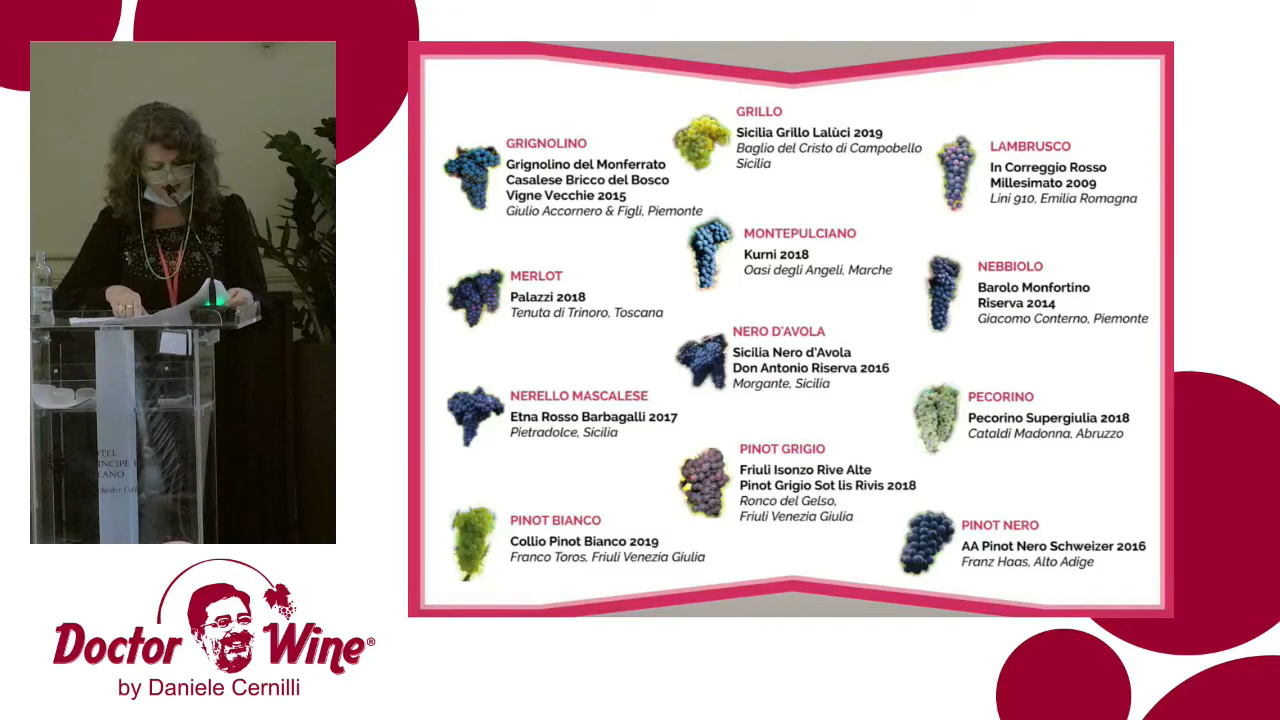 GRIGNOLINO
Grignolino del Monferrato
Casalese Bricco del Bosco
Vigne Vecchie 2015
Giulio Accornero & Figli, Piemonte
GRILLO
Sicilia Grillo Lalùci 2019
Baglio del Cristo di Campobello
Sicilia
LAMBRUSCO
In Correggio Rosso
Millesimato 2009
Lini 910, Emilia Romagna
MERLOT
Palazzi 2018
Tenuta di Trinoro, Toscana
MONTEPULCIANO
Kurni 2018
Oasi degli Angeli, Marche
NEBBIOLO
Barolo Monfortino
Riserva 2014
Giacomo Conterno, Piemonte
NERELLO MASCALESE
Etna Rosso Barbagalli 2017
Pietradolce, Sicilia
NERO D'AVOLA
Sicilia Nero d'Avola
Don Antonio Riserva 2016
Morgante, Sicilia
PECORINO
Pecorino Supergiulia 2018
Cataldi Madonna, Abruzzo
PINOT BIANCO
Collio Pinot Bianco 2019
Franco Toros, Friuli Venezia Giulia
PINOT GRIGIO
Friuli Isonzo Rive Alte
Pinot Grigio Sot lis Rivis 2018
Ronco del Gelso,
Friuli Venezia Giulia
PINOT NERO
AA Pinot Nero Schweizer 2016
Franz Haas, Alto Adige
OTEL
INCIPE
LANO
Doctor Wine®
by Daniele Cernilli